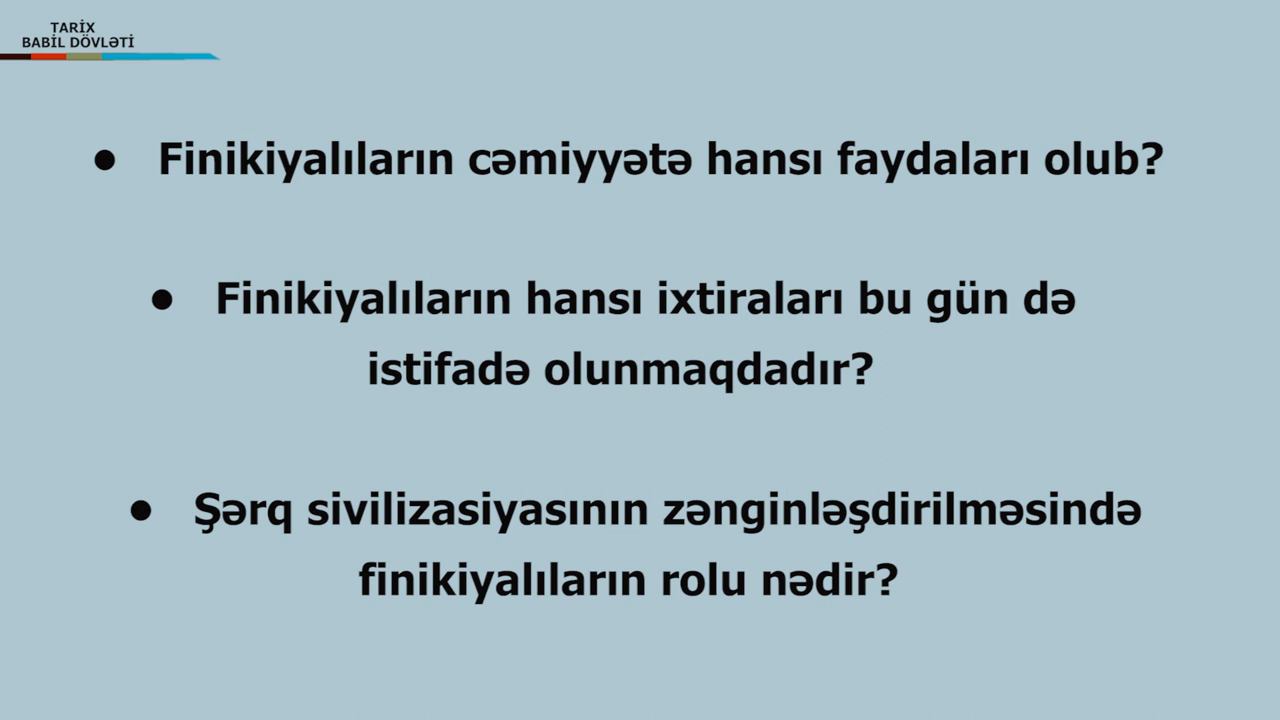 TARİX
BABİL DÖVLƏTİ
● Finikiyalıların cəmiyyətə hansı faydaları olub?
● Finikiyalıların hansı ixtiraları bu gün də
istifadə olunmaqdadır?
● Şərq sivilizasiyasının zənginləşdirilməsində
finikiyalıların rolu nədir?